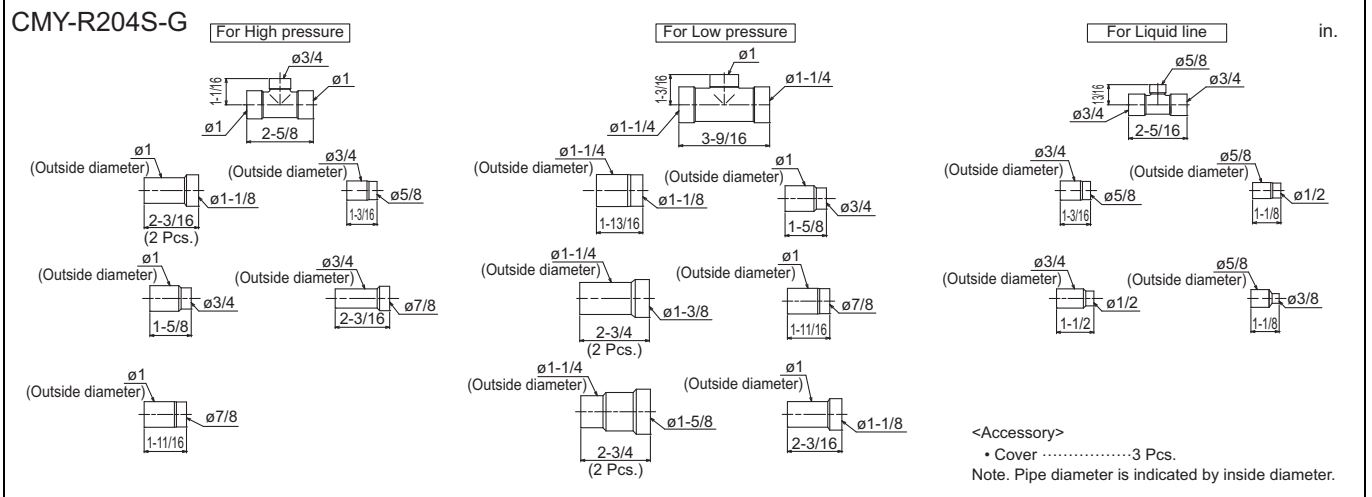 CMY-R204S-G
in.
For High pressure
ø3/4
ø1
1-1/16
ø1
2-5/8
ø1
(Outside diameter)
ø1-1/8
2-3/16
(2 Pcs.)
ø3/4
(Outside diameter)
ø5/8
1-3/16
ø1
(Outside diameter)
ø3/4
1-5/8
ø3/4
(Outside diameter)
ø7/8
2-3/16
ø1
(Outside diameter)
ø7/8
1-11/16
For Low pressure
ø1
ø1-1/4
1-3/16
ø1-1/4
3-9/16
ø1-1/4
(Outside diameter)
ø1-1/8
1-13/16
ø1
(Outside diameter)
ø3/4
1-5/8
ø1-1/4
(Outside diameter)
ø1-3/8
2-3/4
(2 Pcs.)
ø1
(Outside diameter)
ø7/8
1-11/16
ø1-1/4
(Outside diameter)
ø1-5/8
2-3/4
(2 Pcs.)
ø1
(Outside diameter)
ø1-1/8
2-3/16
For Liquid line
ø5/8
ø3/4
13/16
ø3/4
2-5/16
ø3/4
(Outside diameter)
ø5/8
1-3/16
ø5/8
(Outside diameter)
ø1/2
1-1/8
ø3/4
(Outside diameter)
ø1/2
1-1/2
ø5/8
(Outside diameter)
ø3/8
1-1/8
<Accessory>
• Cover ················3 Pcs.
Note. Pipe diameter is indicated by inside diameter.